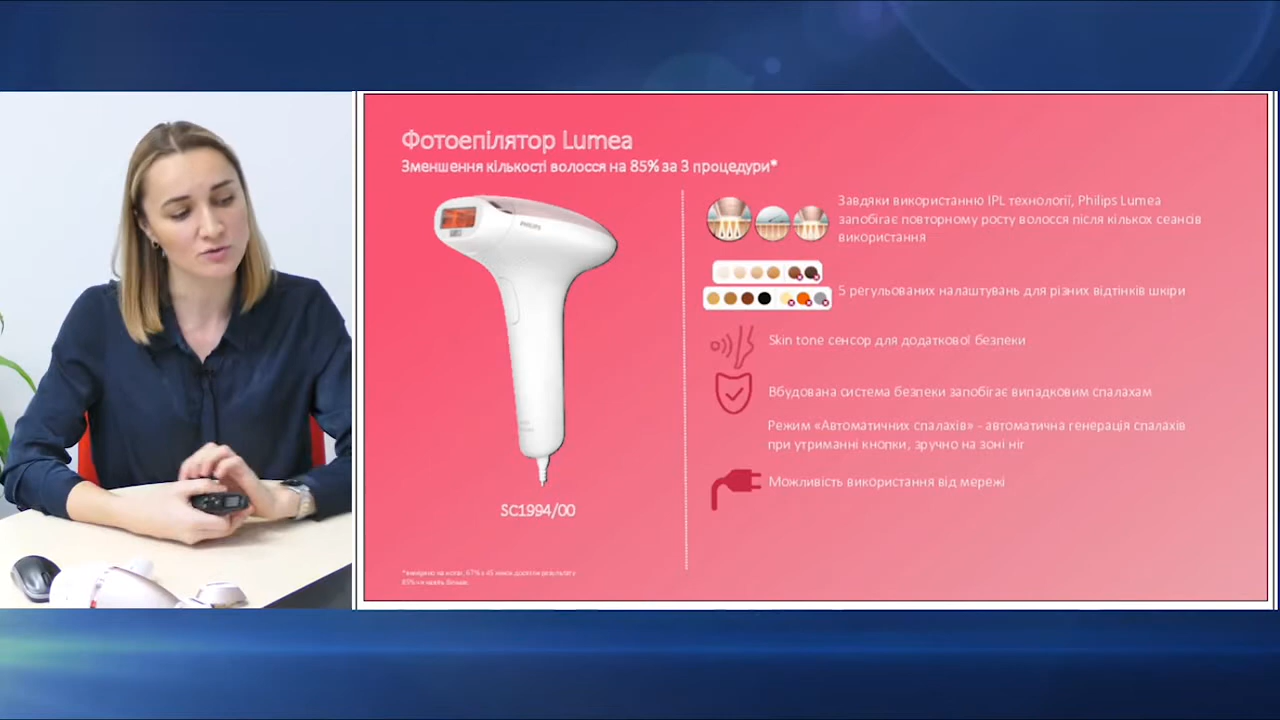 Фотоепілятор Lumea
Зменшення кількості волосся на 85% за 3 процедури*
PHILIPS
SC1994/00
Завдяки використанню IPL технології, Philips Lumea
запобігає повторному росту волосся після кількох сеансів
використання
5 регульованих налаштувань для різних відтінків шкіри
Skin tone сенсор для додаткової безпеки
Вбудована система безпеки запобігає випадковим спалахам
Режим «Автоматичних спалахів» - автоматична генерація спалахів
при утриманні кнопки, зручно на зоні ніг
Можливість використання від мережі